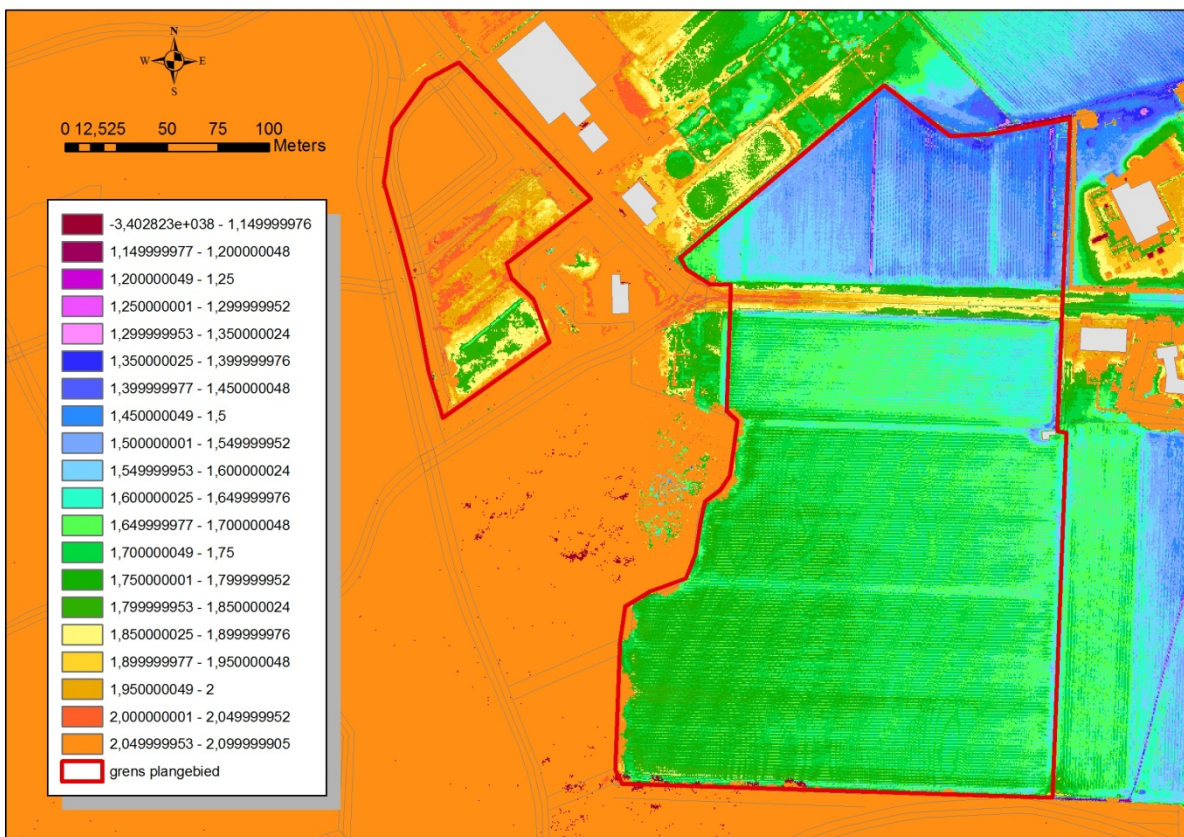 N
W E
S
0 12,525 50 75 100
Meters
-3,402823e+038 - 1,149999976
1,149999977 - 1,200000048
1,200000049 - 1,25
1,250000001 - 1,299999952
1,299999953 - 1,350000024
1,350000025 - 1,399999976
1,399999977 - 1,450000048
1,450000049 - 1,5
1,500000001 - 1,549999952
1,549999953 - 1,600000024
1,600000025 - 1,649999976
1,649999977 - 1,700000048
1,700000049 - 1,75
1,750000001 - 1,799999952
1,799999953 - 1,850000024
1,850000025 - 1,899999976
1,899999977 - 1,950000048
1,950000049 - 2
2,000000001 - 2,049999952
2,049999953 - 2,099999905
grens plangebied